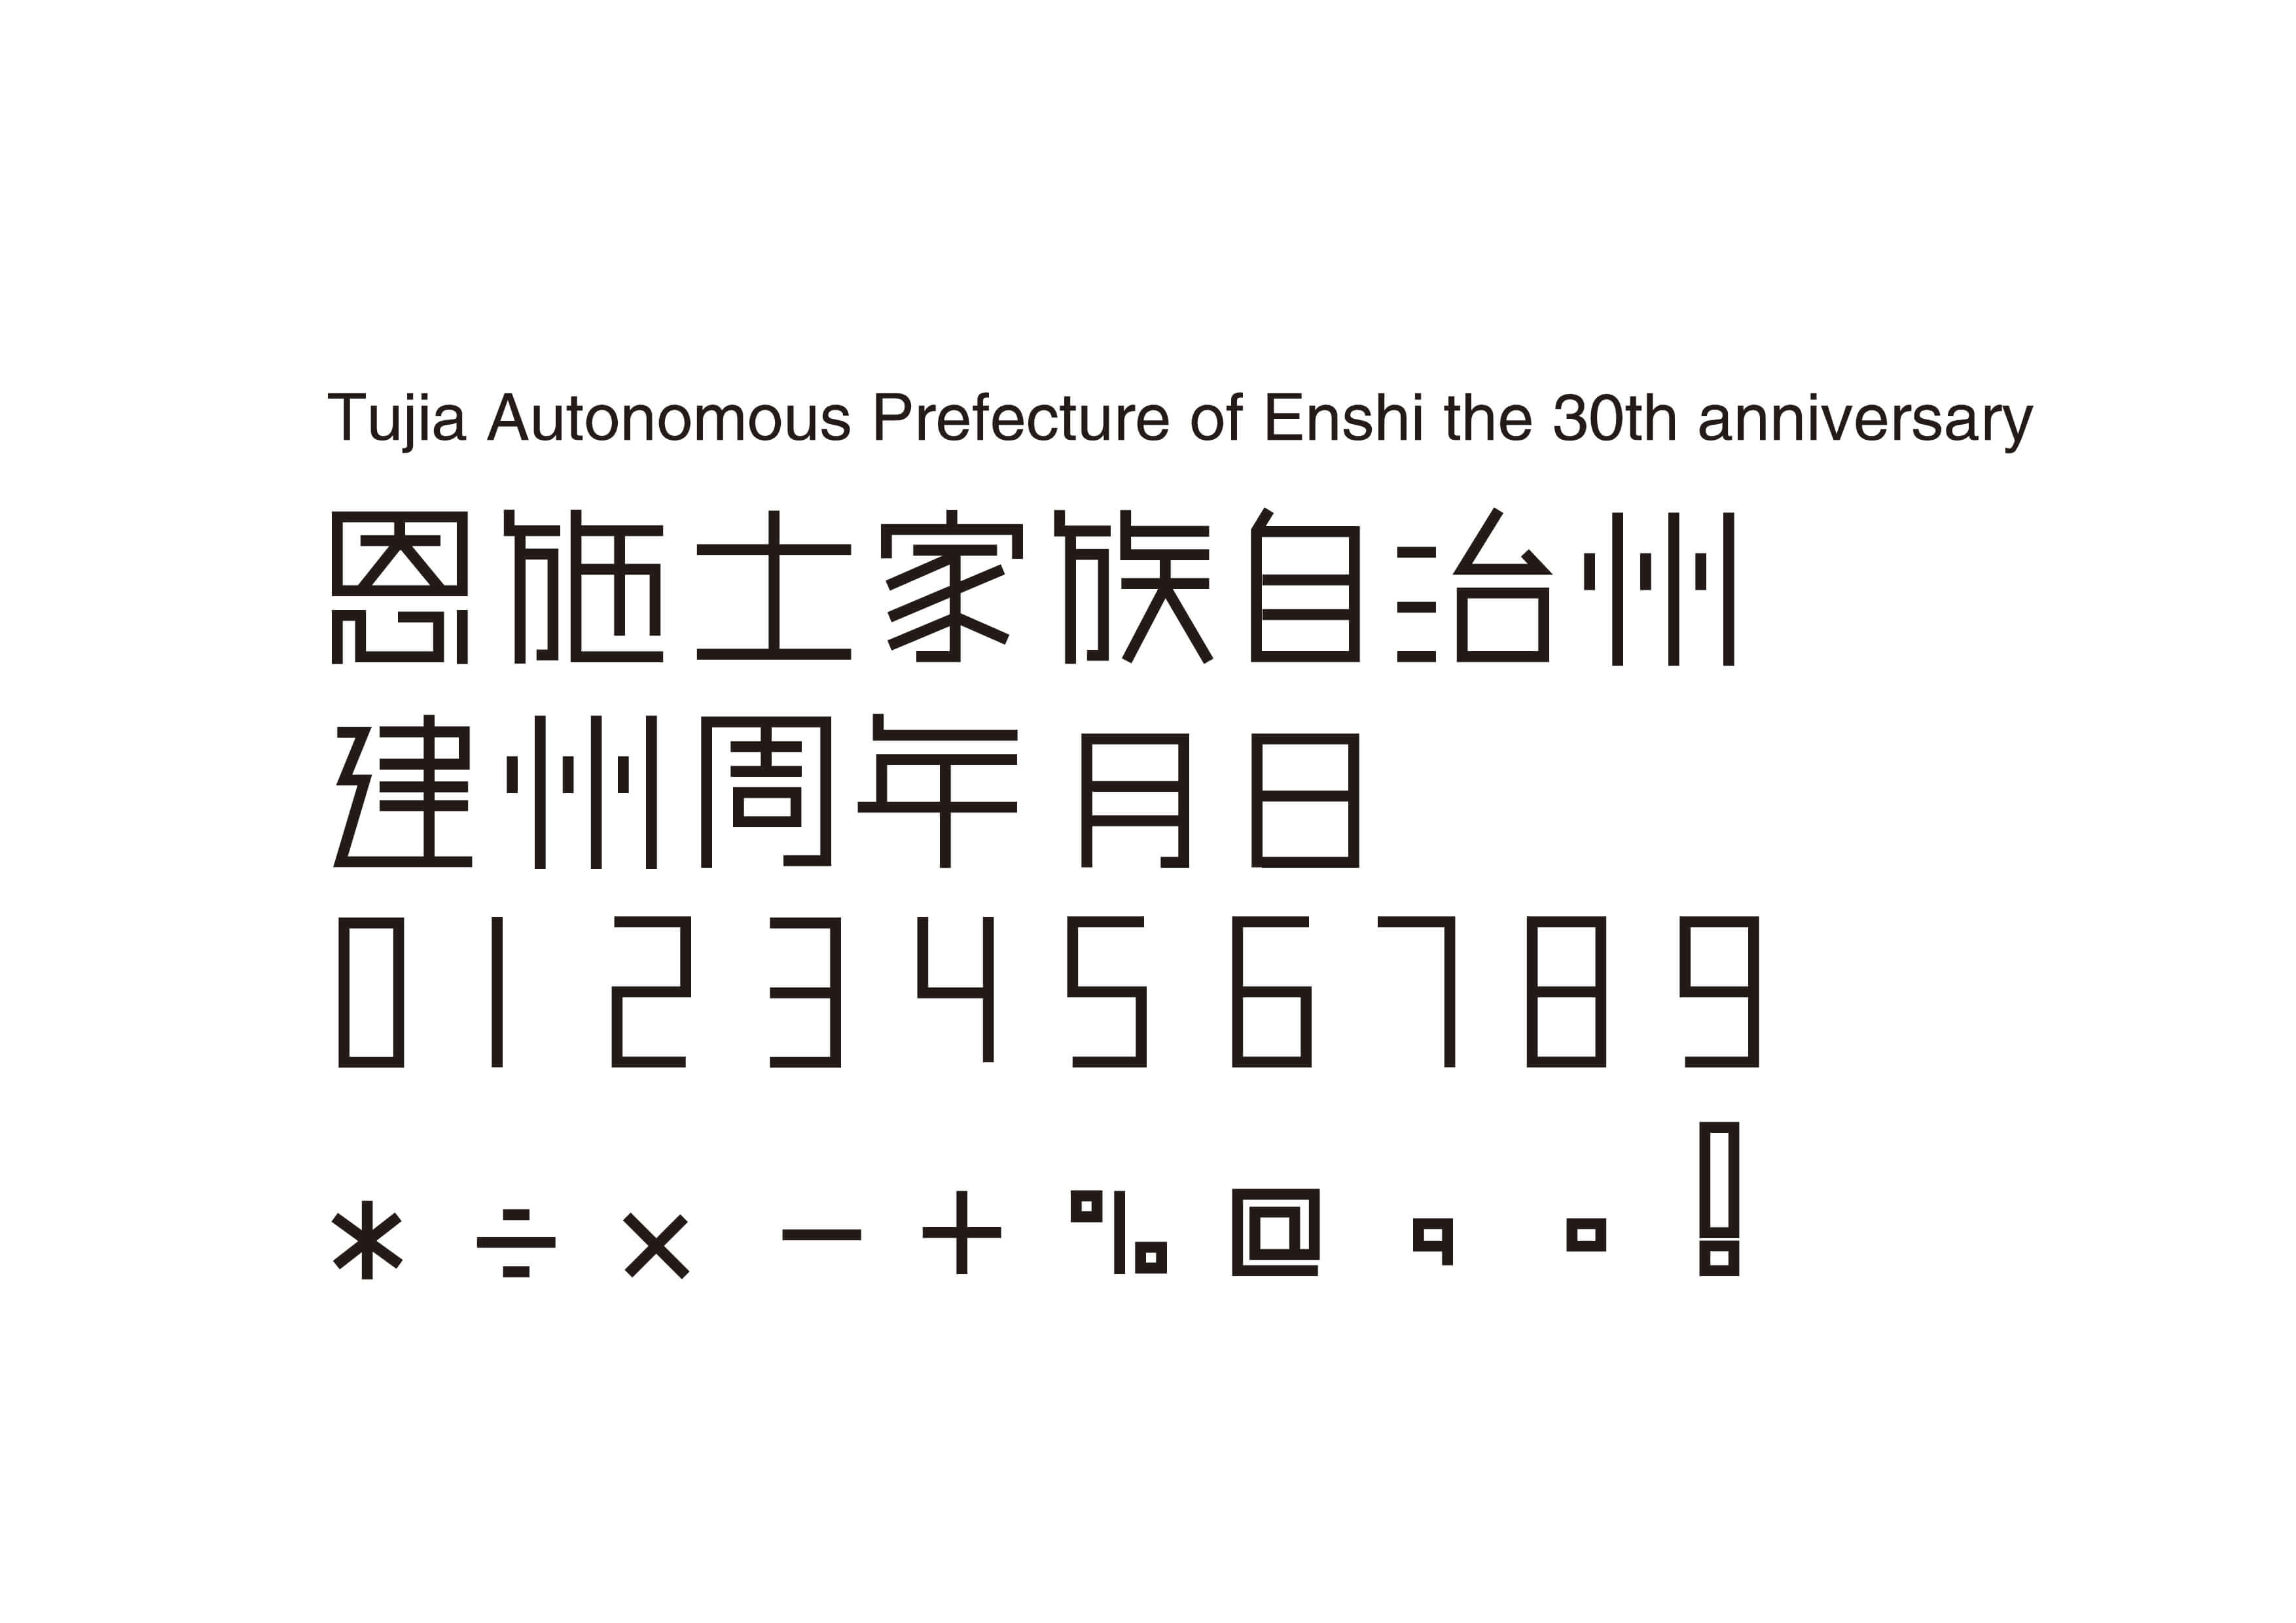 Tujia Autonomous Prefecture of Enshi the 30th anniversary
恩施土家族自治州
建州周年月日
0 1 2 3 4 5 6 7 8 9
* ÷ × − + % @ , 。 !